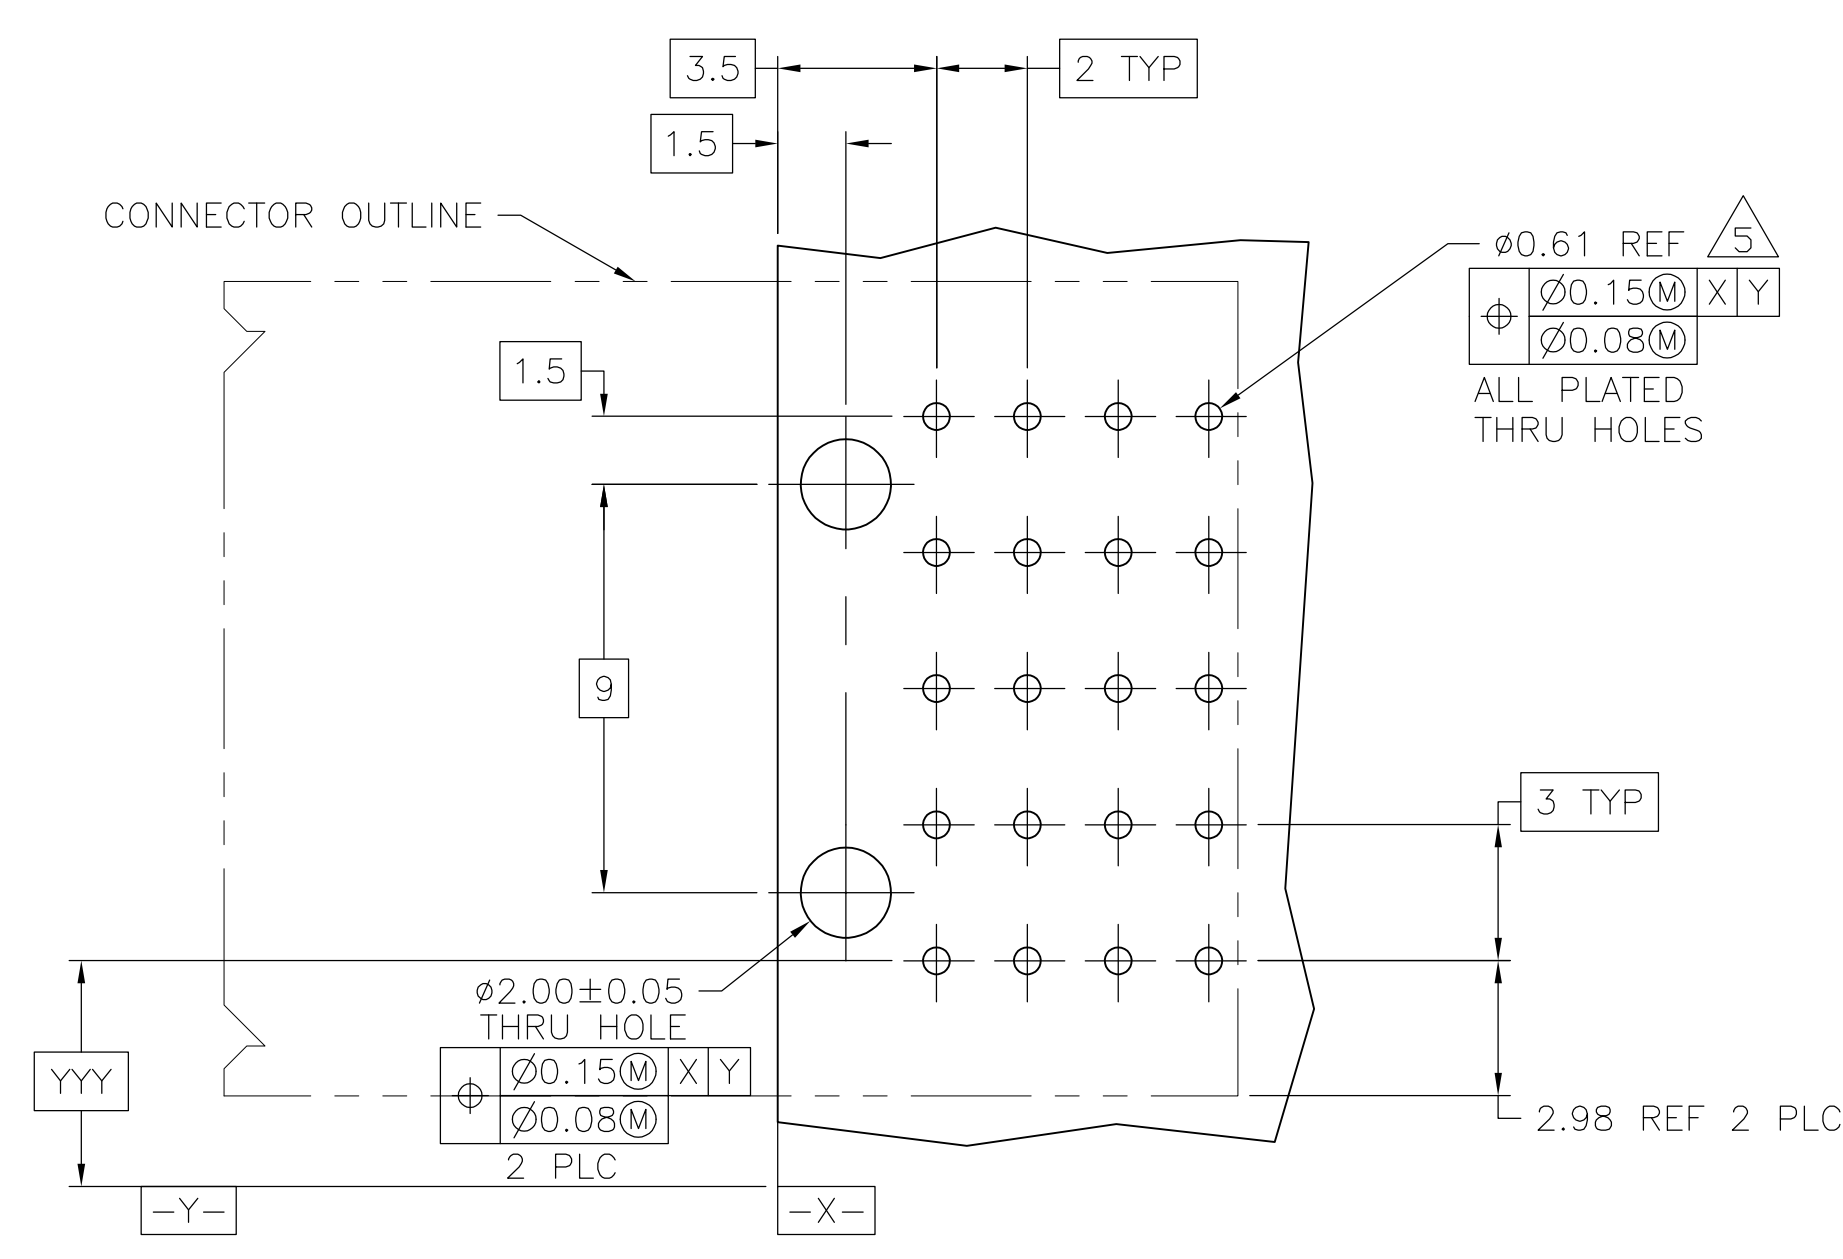 3.5
2 TYP
1.5
CONNECTOR OUTLINE
ø0.61 REF 5
Ø0.15Ⓜ X Y
Ø0.08Ⓜ
ALL PLATED
THRU HOLES
1.5
9
3 TYP
ø2.00±0.05
THRU HOLE
Ø0.15Ⓜ X Y
Ø0.08Ⓜ
2 PLC
YYY
2.98 REF 2 PLC
-Y-
-X-